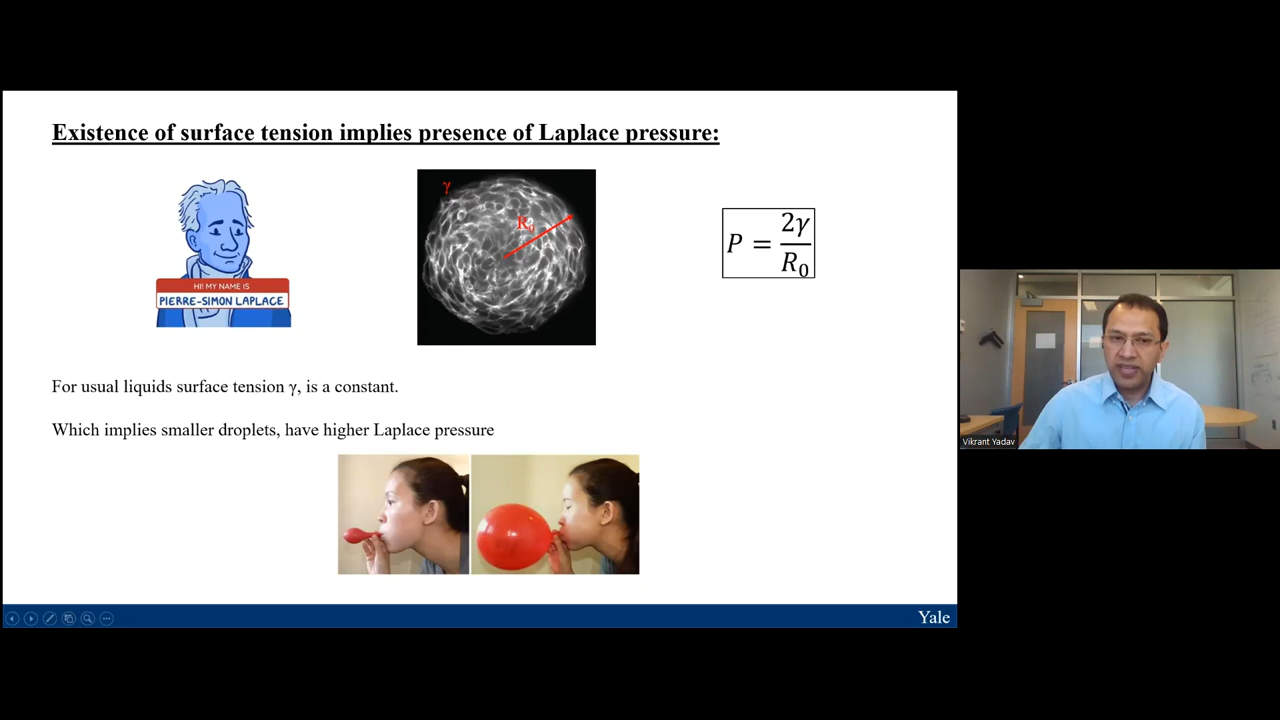 Existence of surface tension implies presence of Laplace pressure:
HI! MY NAME IS
PIERRE-SIMON LAPLACE
γ
R₀
P = 2γ/R₀
For usual liquids surface tension γ, is a constant.
Which implies smaller droplets, have higher Laplace pressure
Yale
Vikrant Yadav